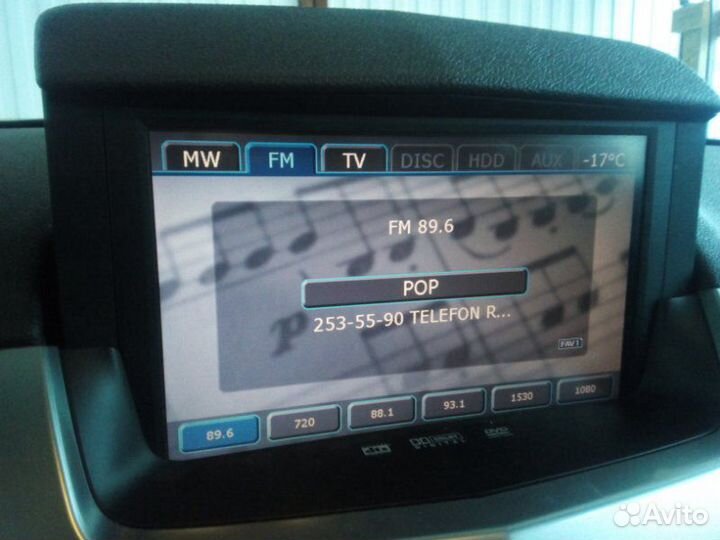 MW FM TV DISC HDD AUX -17°C
FM 89.6
POP
253-55-90 TELEFON R...
FAV1
89.6 720 88.1 93.1 1530 1080
DIGITAL
Avito